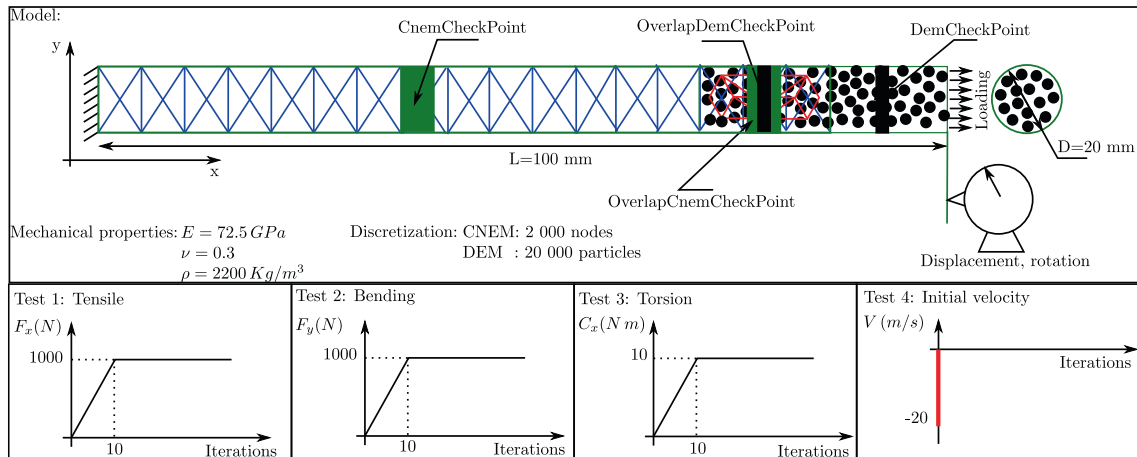 Model:
y
CnemCheckPoint
OverlapDemCheckPoint
DemCheckPoint
Loading
L=100 mm
x
D=20 mm
OverlapCnemCheckPoint
Mechanical properties: E = 72.5 GPa
ν = 0.3
ρ = 2200 Kg/m³
Discretization: CNEM: 2 000 nodes
DEM : 20 000 particles
Displacement, rotation
Test 1: Tensile
Fx(N)
1000
10
Iterations
Test 2: Bending
Fy(N)
1000
10
Iterations
Test 3: Torsion
Cx(N m)
10
10
Iterations
Test 4: Initial velocity
V (m/s)
Iterations
-20